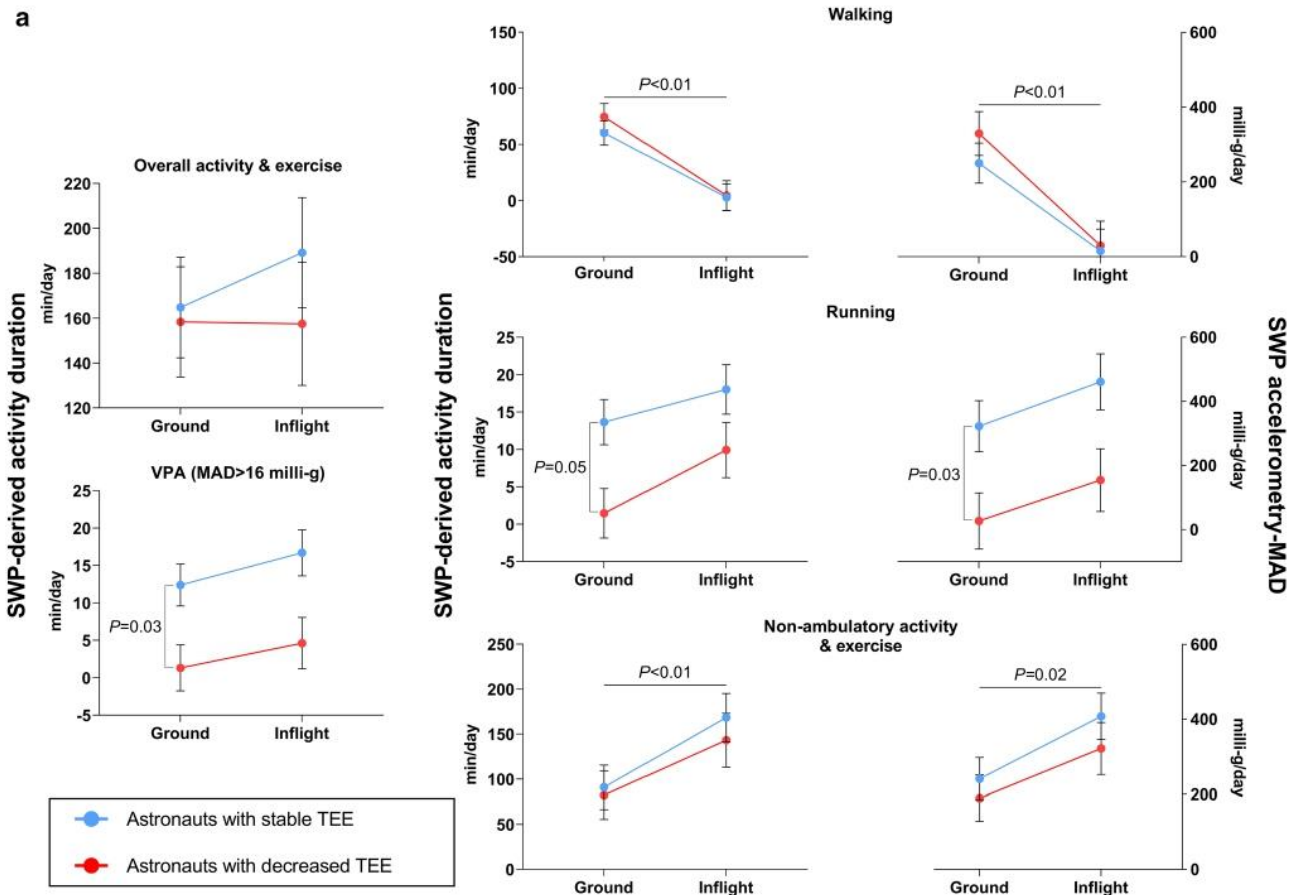 a
Walking
150
100
50
0
-50
min/day
P<0.01
Ground
Inflight
P<0.01
Ground
Inflight
600
400
200
0
milli-g/day
Overall activity & exercise
220
200
180
160
140
120
min/day
Ground
Inflight
SWP-derived activity duration
VPA (MAD>16 milli-g)
25
20
15
10
5
0
-5
min/day
P=0.03
Ground
Inflight
SWP-derived activity duration
Running
25
20
15
10
5
0
-5
min/day
P=0.05
Ground
Inflight
P=0.03
Ground
Inflight
600
400
200
0
milli-g/day
SWP accelerometry-MAD
Non-ambulatory activity
& exercise
250
200
150
100
50
0
min/day
P<0.01
Ground
Inflight
P=0.02
Ground
Inflight
600
400
200
0
milli-g/day
Astronauts with stable TEE
Astronauts with decreased TEE